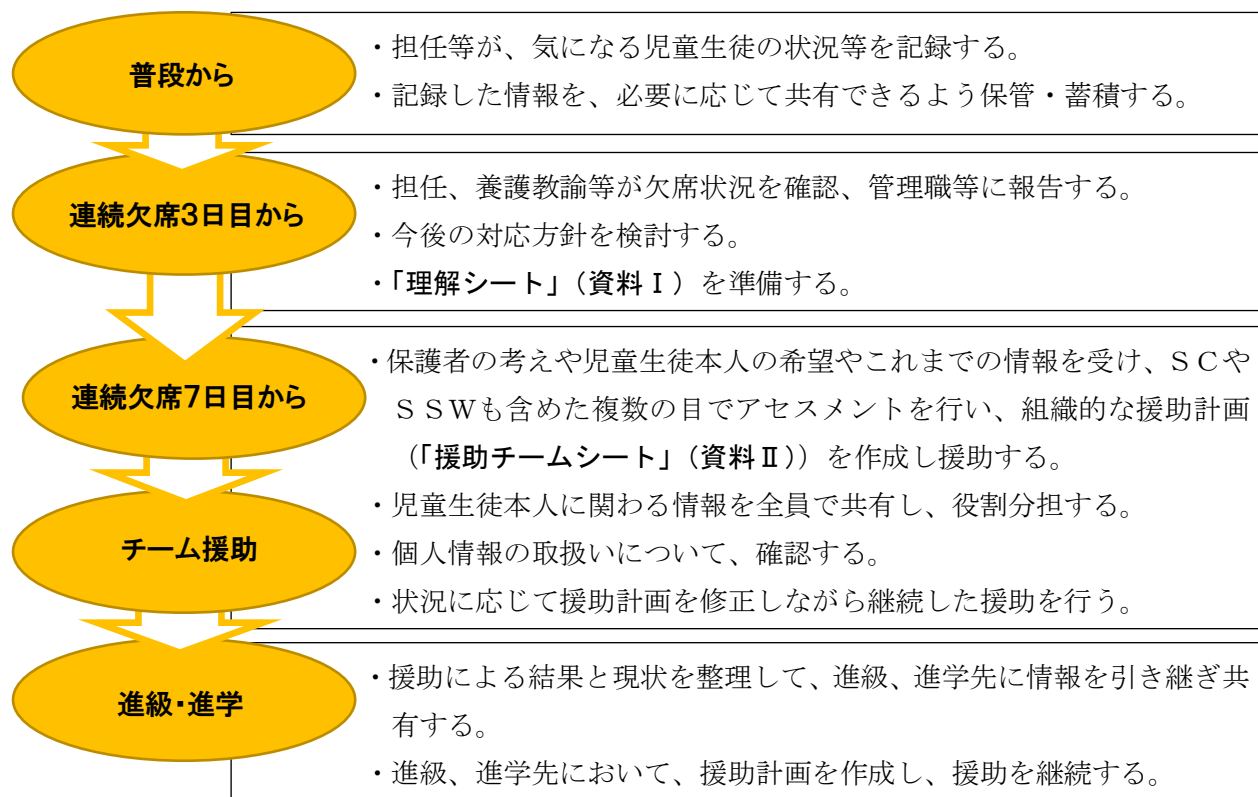 普段から
・担任等が、気になる児童生徒の状況等を記録する。
・記録した情報を、必要に応じて共有できるよう保管・蓄積する。
連続欠席3日目から
・担任、養護教諭等が欠席状況を確認、管理職等に報告する。
・今後の対応方針を検討する。
・「理解シート」（資料Ⅰ）を準備する。
連続欠席7日目から
・保護者の考えや児童生徒本人の希望やこれまでの情報を受け、ＳＣや
ＳＳＷも含めた複数の目でアセスメントを行い、組織的な援助計画
（「援助チームシート」（資料Ⅱ））を作成し援助する。
チーム援助
・児童生徒本人に関わる情報を全員で共有し、役割分担する。
・個人情報の取扱いについて、確認する。
・状況に応じて援助計画を修正しながら継続した援助を行う。
進級・進学
・援助による結果と現状を整理して、進級、進学先に情報を引き継ぎ共
有する。
・進級、進学先において、援助計画を作成し、援助を継続する。